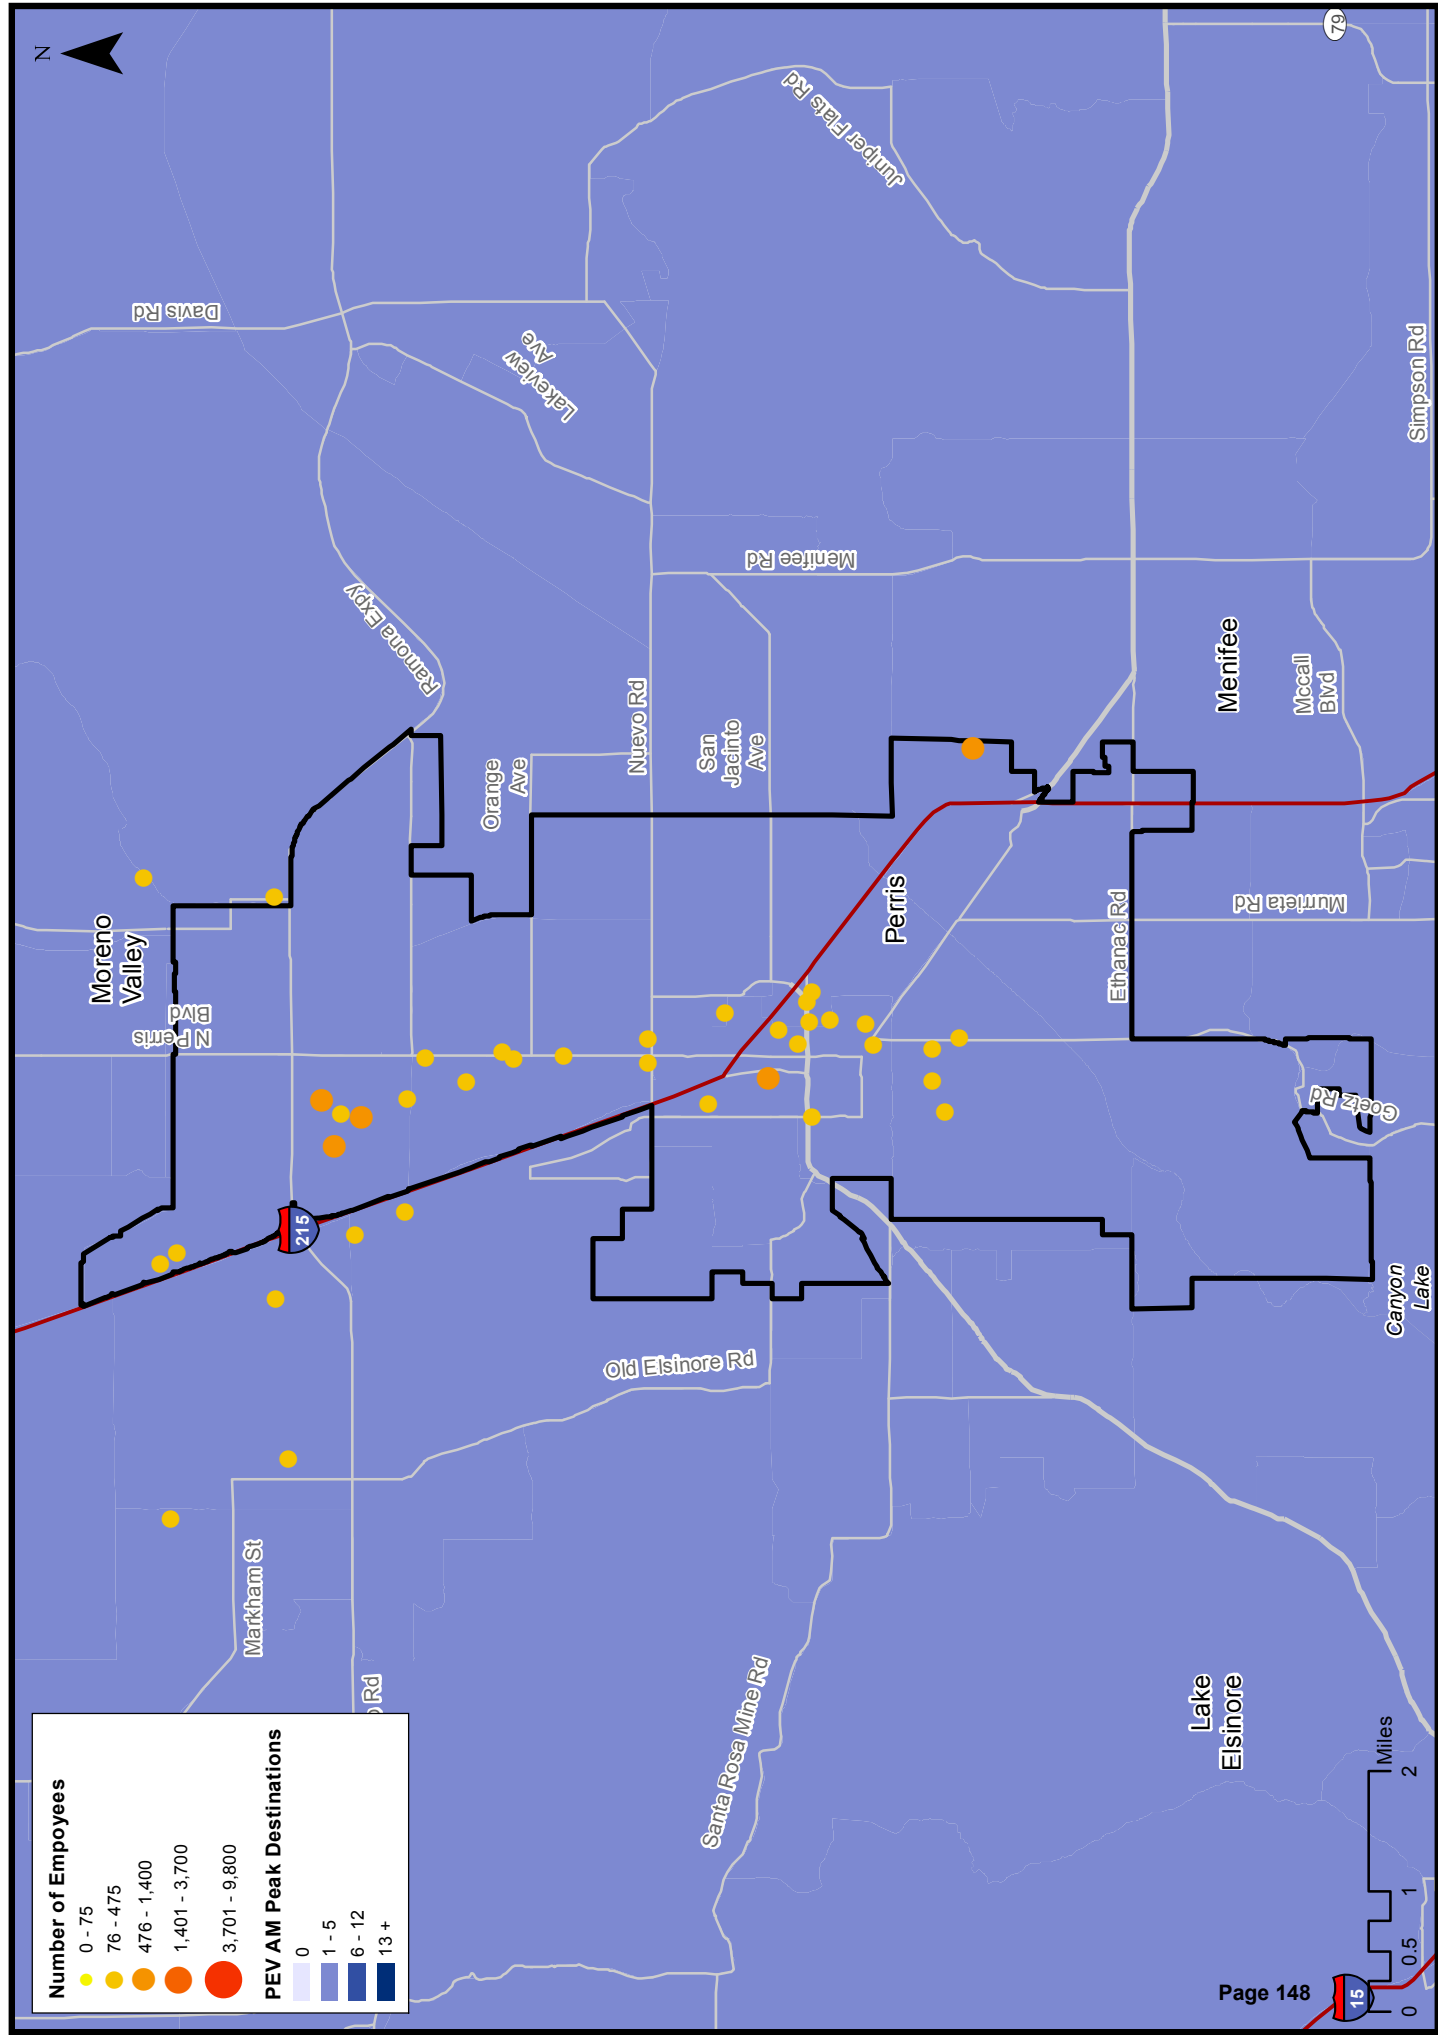 Number of Empoyees
0 - 75
76 - 475
476 - 1,400
1,401 - 3,700
3,701 - 9,800
PEV AM Peak Destinations
0
1 - 5
6 - 12
13 +
N
Moreno
Valley
N Perris
Blvd
Davis Rd
Markham St
o Rd
215
Ramona Expy
Lakeview
Ave
Orange
Ave
Nuevo Rd
Old Elsinore Rd
San
Jacinto
Ave
Menifee Rd
Juniper Flats Rd
Santa Rosa Mine Rd
Perris
Ethanac Rd
Menifee
Murrieta Rd
Mccall
Blvd
Lake
Elsinore
Goetz Rd
Canyon
Lake
Simpson Rd
79
Page 148
15
0
0.5
1
2
Miles